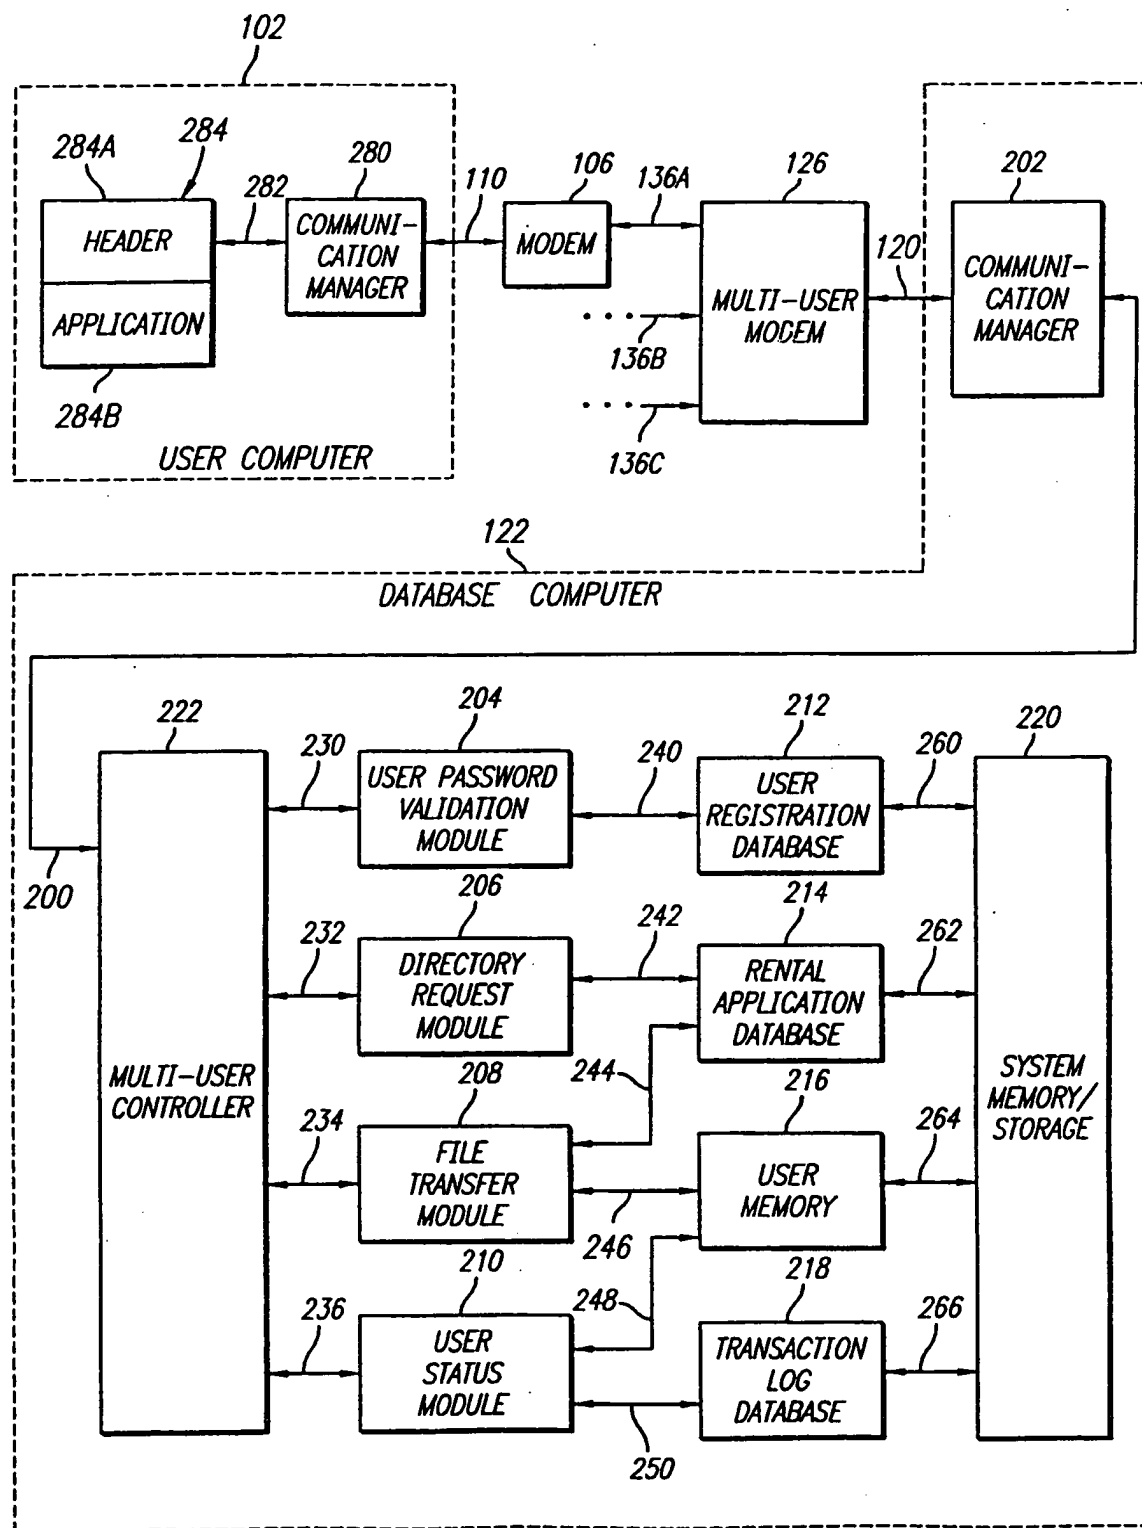 102
284A
284
280
282
110
106
136A
126
202
HEADER
APPLICATION
COMMUNI-
CATION
MANAGER
MODEM
MULTI-USER
MODEM
120
COMMUNI-
CATION
MANAGER
136B
136C
284B
USER COMPUTER
122
DATABASE COMPUTER
222
230
204
240
212
260
220
USER PASSWORD
VALIDATION
MODULE
USER
REGISTRATION
DATABASE
200
232
206
242
214
262
DIRECTORY
REQUEST
MODULE
RENTAL
APPLICATION
DATABASE
MULTI-USER
CONTROLLER
SYSTEM
MEMORY/
STORAGE
234
208
244
216
264
FILE
TRANSFER
MODULE
USER
MEMORY
246
236
210
248
218
266
USER
STATUS
MODULE
TRANSACTION
LOG
DATABASE
250